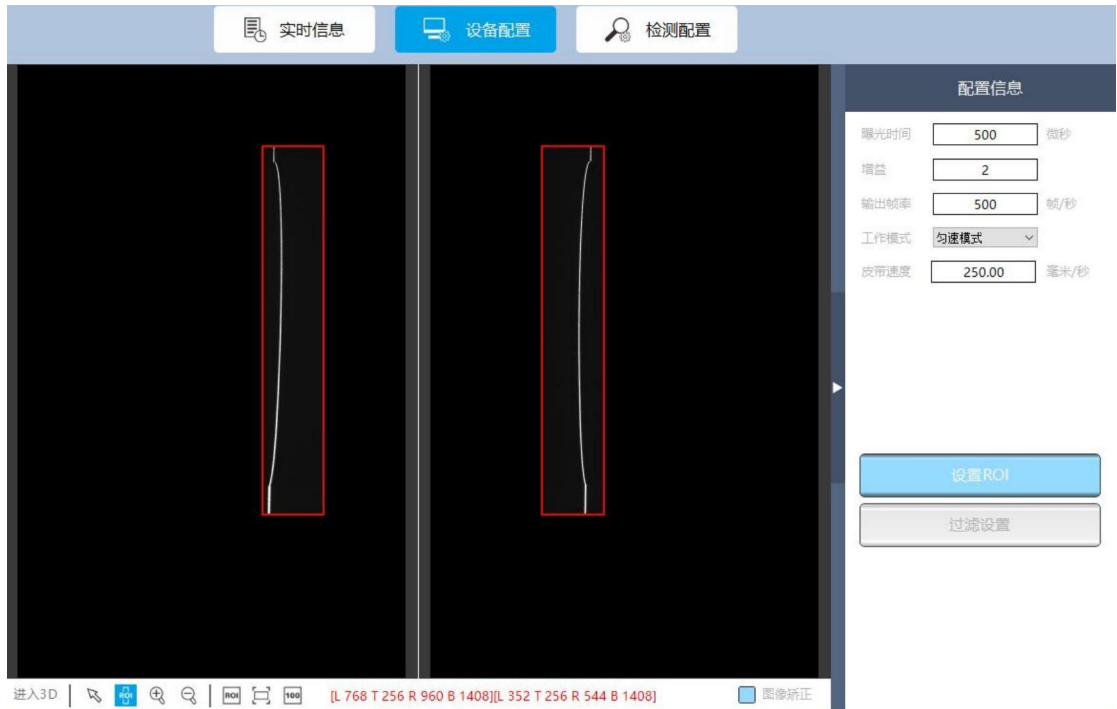 实时信息
设备配置
检测配置
配置信息
曝光时间 500 微秒
增益 2
输出帧率 500 帧/秒
工作模式 匀速模式
皮带速度 250.00 毫米/秒
设置ROI
过滤设置
进入3D ROI ROI 100 [L 768 T 256 R 960 B 1408][L 352 T 256 R 544 B 1408] 图像矫正